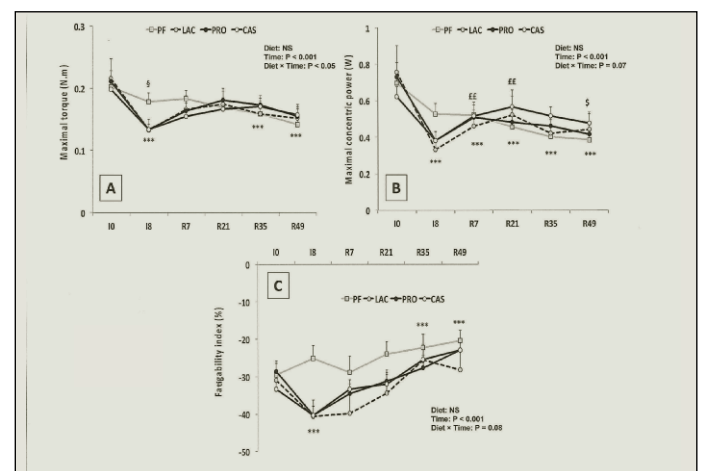 0.3
PF LAC PRO CAS
Diet: NS
Time: P < 0.001
Diet × Time: P < 0.05
§
0.2
0.1
0
Maximal torque (N.m)
***
***
***
A
I0 I8 R7 R21 R35 R49
1
PF LAC PRO CAS
Diet: NS
Time: P < 0.001
Diet × Time: P = 0.07
0.8
0.6
0.4
0.2
0
Maximal concentric power (W)
££
££
$
***
***
***
***
***
B
I0 I8 R7 R21 R35 R49
I0 I8 R7 R21 R35 R49
0
-10
-20
-30
-40
-50
Fatigability index (%)
C
PF LAC PRO CAS
***
***
***
Diet: NS
Time: P < 0.001
Diet × Time: P = 0.08